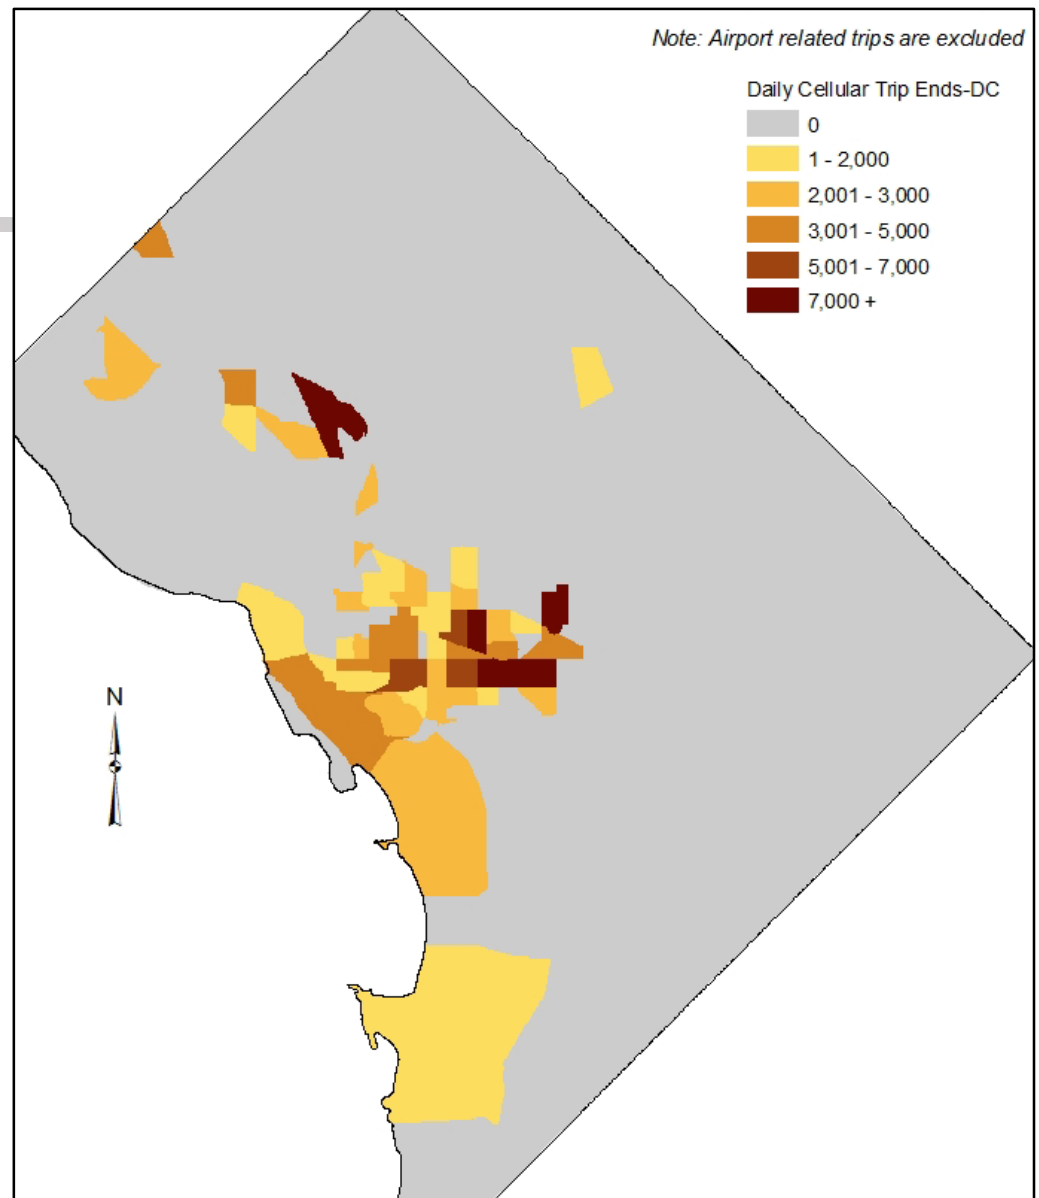 Note: Airport related trips are excluded
Daily Cellular Trip Ends-DC
0
1 - 2,000
2,001 - 3,000
3,001 - 5,000
5,001 - 7,000
7,000 +
N